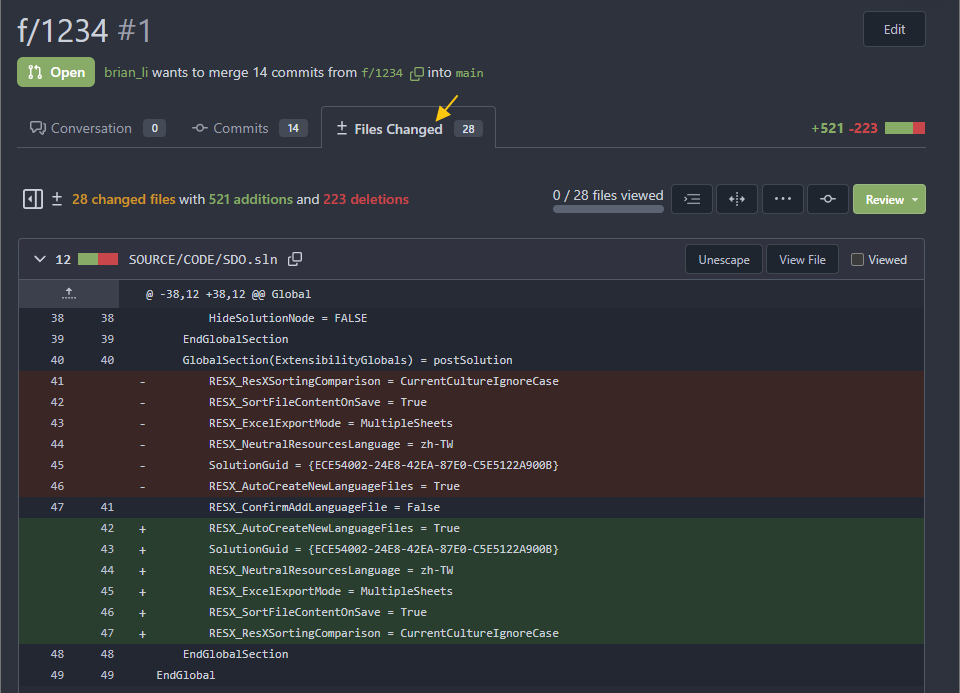 f/1234 #1
Edit
Open brian_li wants to merge 14 commits from f/1234 into main
Conversation 0 Commits 14 Files Changed 28 +521 -223
28 changed files with 521 additions and 223 deletions 0 / 28 files viewed Review
12 SOURCE/CODE/SDO.sln Unescape View File Viewed
@ -38,12 +38,12 @@ Global
38 38 HideSolutionNode = FALSE
39 39 EndGlobalSection
40 40 GlobalSection(ExtensibilityGlobals) = postSolution
41 - RESX_ResXSortingComparison = CurrentCultureIgnoreCase
42 - RESX_SortFileContentOnSave = True
43 - RESX_ExcelExportMode = MultipleSheets
44 - RESX_NeutralResourcesLanguage = zh-TW
45 - SolutionGuid = {ECE54002-24E8-42EA-87E0-C5E5122A900B}
46 - RESX_AutoCreateNewLanguageFiles = True
47 41 RESX_ConfirmAddLanguageFile = False
42 + RESX_AutoCreateNewLanguageFiles = True
43 + SolutionGuid = {ECE54002-24E8-42EA-87E0-C5E5122A900B}
44 + RESX_NeutralResourcesLanguage = zh-TW
45 + RESX_ExcelExportMode = MultipleSheets
46 + RESX_SortFileContentOnSave = True
47 + RESX_ResXSortingComparison = CurrentCultureIgnoreCase
48 48 EndGlobalSection
49 49 EndGlobal